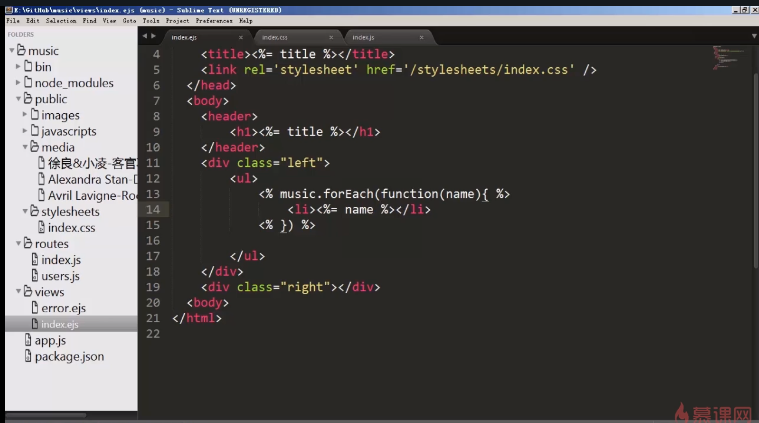 E:\GitHub\music\views\index.ejs (music) - Sublime Text (UNREGISTERED)
File Edit Selection Find View Goto Tools Project Preferences Help
FOLDERS
music
bin
node_modules
public
images
javascripts
media
徐良&小凌-客官
Alexandra Stan-D
Avril Lavigne-Roc
stylesheets
index.css
routes
index.js
users.js
views
error.ejs
index.ejs
app.js
package.json
index.ejs × index.css × index.js ×
4 <title><%= title %></title>
5 <link rel='stylesheet' href='/stylesheets/index.css' />
6 </head>
7 <body>
8 <header>
9 <h1><%= title %></h1>
10 </header>
11 <div class="left">
12 <ul>
13 <% music.forEach(function(name){ %>
14 <li><%= name %></li>
15 <% }) %>
16
17 </ul>
18 </div>
19 <div class="right"></div>
20 <body>
21 </html>
22
慕课网